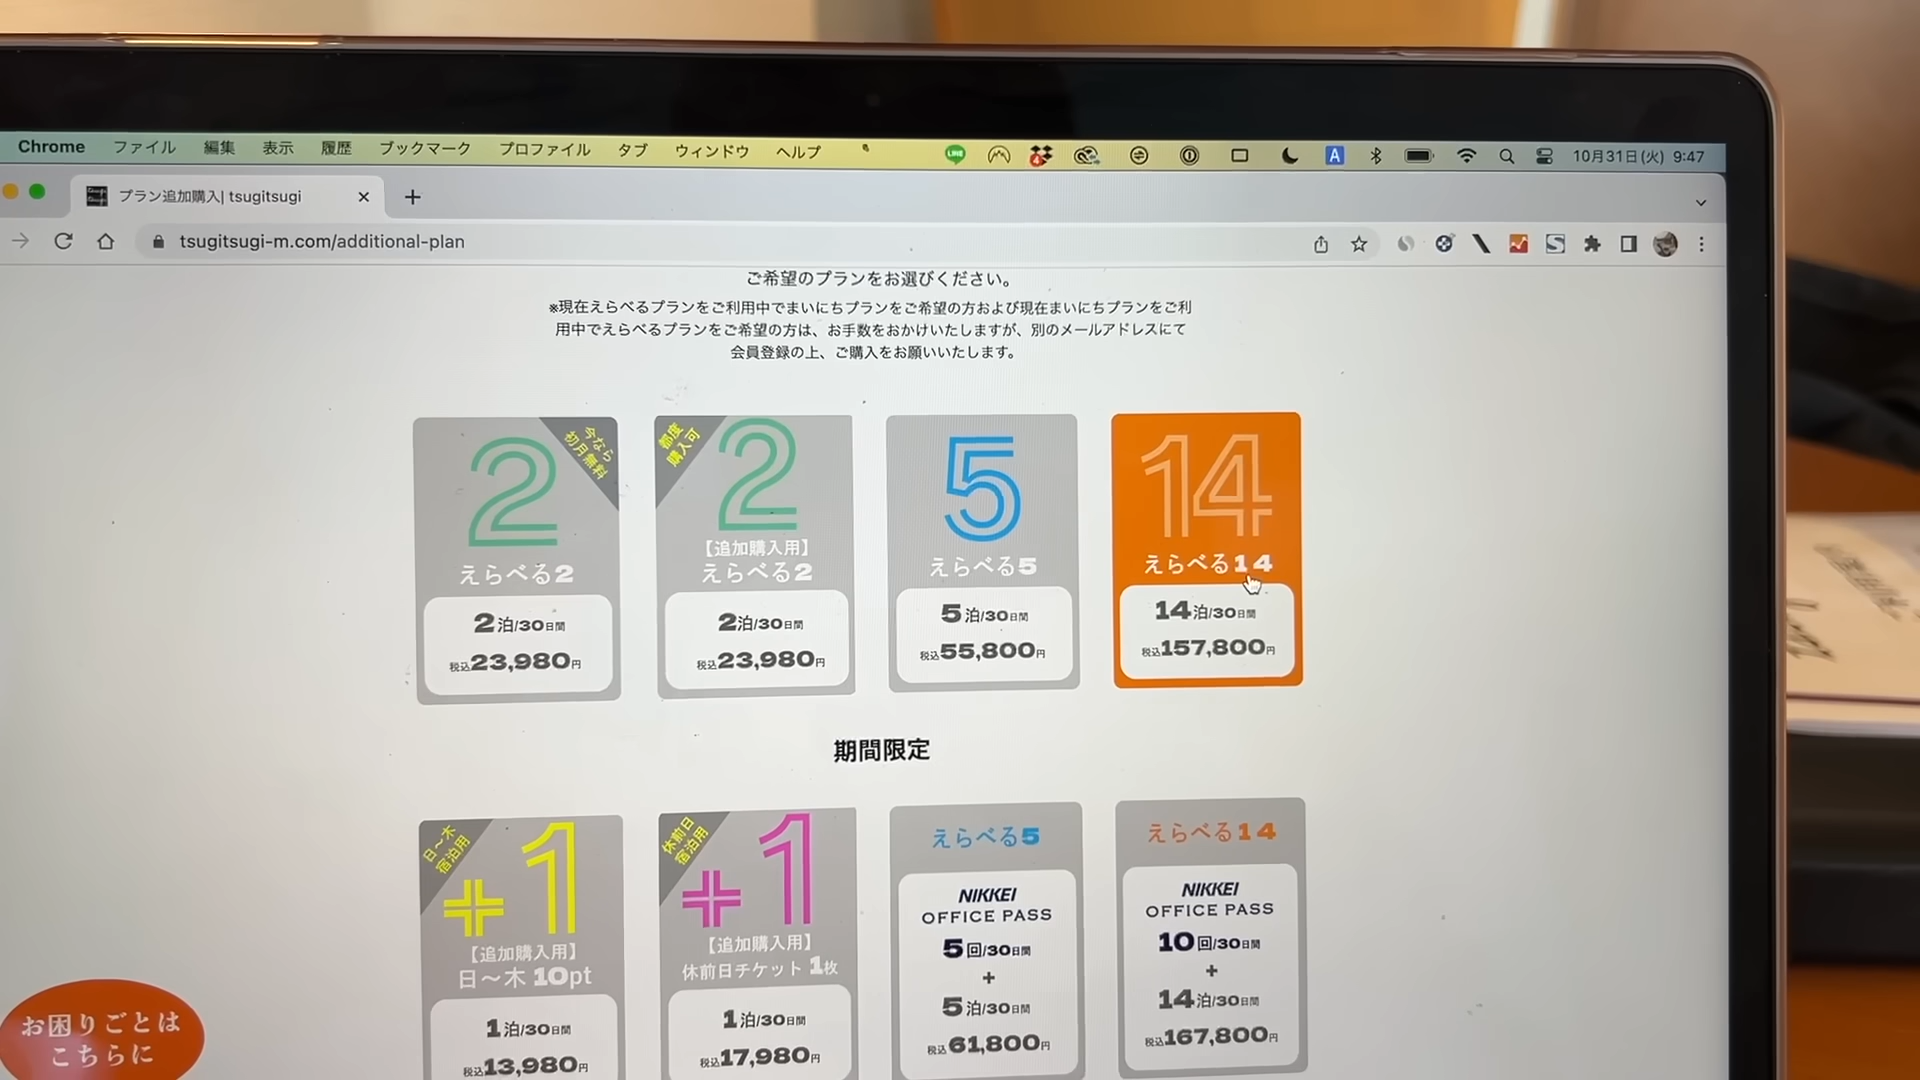 Chrome ファイル 編集 表示 履歴 ブックマーク プロファイル タブ ウィンドウ ヘルプ LINE 4 A 10月31日(火) 9:47
プラン追加購入| tsugitsugi
tsugitsugi-m.com/additional-plan
ご希望のプランをお選びください。
※現在えらべるプランをご利用中でまいにちプランをご希望の方および現在まいにちプランをご利
用中でえらべるプランをご希望の方は、お手数をおかけいたしますが、別のメールアドレスにて
会員登録の上、ご購入をお願いいたします。
今なら
初月無料
2
えらべる2
2泊/30日間
税込23,980円
都度
購入可
2
【追加購入用】
えらべる2
2泊/30日間
税込23,980円
5
えらべる5
5泊/30日間
税込55,800円
14
えらべる14
14泊/30日間
税込157,800円
期間限定
日〜木
宿泊用
+1
【追加購入用】
日〜木 10pt
1泊/30日間
税込13,980円
休前日
宿泊用
+1
【追加購入用】
休前日チケット 1枚
1泊/30日間
税込17,980円
えらべる5
NIKKEI
OFFICE PASS
5回/30日間
+
5泊/30日間
税込61,800円
えらべる14
NIKKEI
OFFICE PASS
10回/30日間
+
14泊/30日間
税込167,800円
お困りごとは
こちらに